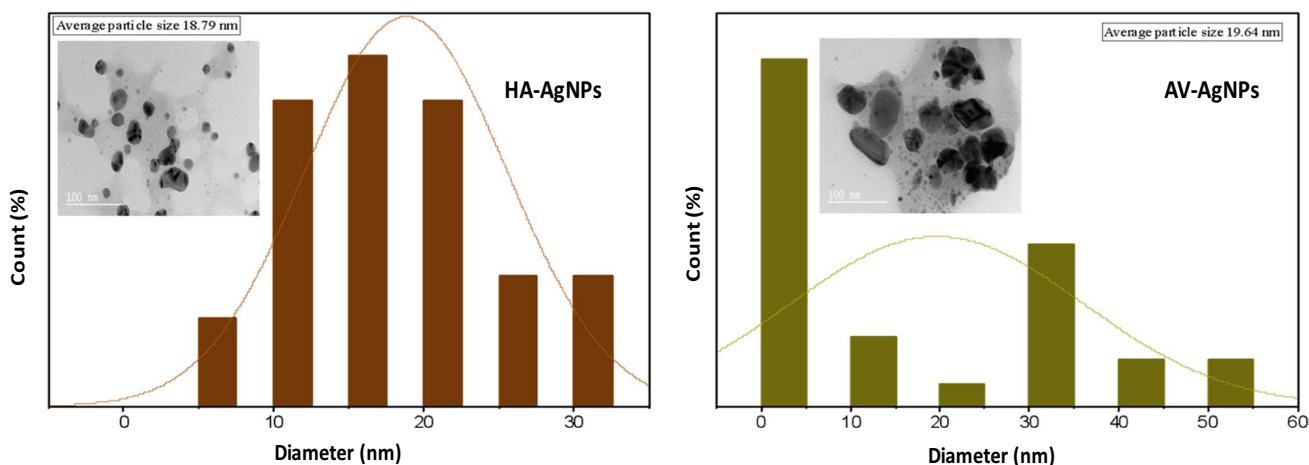 Average particle size 18.79 nm
HA-AgNPs
100 nm
Count (%)
0 10 20 30
Diameter (nm)
Average particle size 19.64 nm
AV-AgNPs
100 nm
Count (%)
0 10 20 30 40 50 60
Diameter (nm)